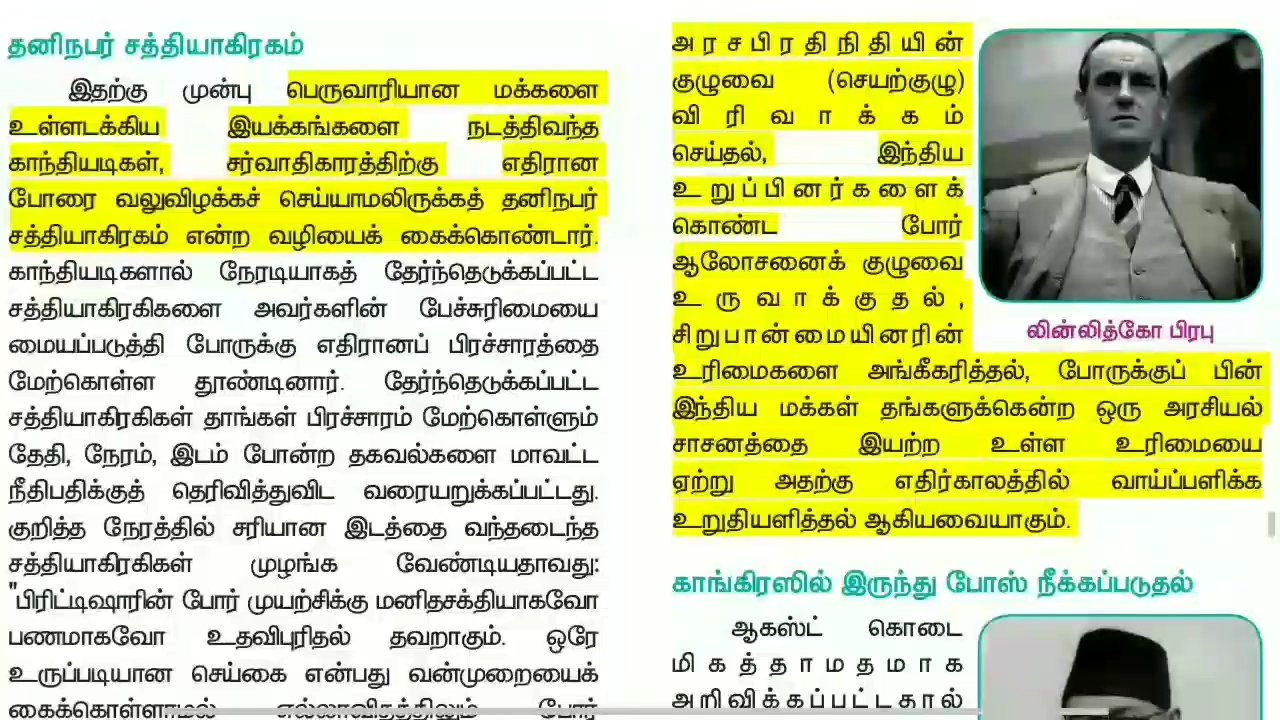 தனிநபர் சத்தியாகிரகம்
இதற்கு முன்பு பெருவாரியான மக்களை
உள்ளடக்கிய இயக்கங்களை நடத்திவந்த
காந்தியடிகள், சர்வாதிகாரத்திற்கு எதிரான
போரை வலுவிழக்கச் செய்யாமலிருக்கத் தனிநபர்
சத்தியாகிரகம் என்ற வழியைக் கைக்கொண்டார்.
காந்தியடிகளால் நேரடியாகத் தேர்ந்தெடுக்கப்பட்ட
சத்தியாகிரகிகளை அவர்களின் பேச்சுரிமையை
மையப்படுத்தி போருக்கு எதிரானப் பிரச்சாரத்தை
மேற்கொள்ள தூண்டினார். தேர்ந்தெடுக்கப்பட்ட
சத்தியாகிரகிகள் தாங்கள் பிரச்சாரம் மேற்கொள்ளும்
தேதி, நேரம், இடம் போன்ற தகவல்களை மாவட்ட
நீதிபதிக்குத் தெரிவித்துவிட வரையறுக்கப்பட்டது.
குறித்த நேரத்தில் சரியான இடத்தை வந்தடைந்த
சத்தியாகிரகிகள் முழங்க வேண்டியதாவது:
"பிரிட்டிஷாரின் போர் முயற்சிக்கு மனிதசக்தியாகவோ
பணமாகவோ உதவிபுரிதல் தவறாகும். ஒரே
உருப்படியான செய்கை என்பது வன்முறையைக்
கைக்கொள்ளாமல் எல்லாவிதத்திலும் போர்
அரசபிரதிநிதியின்
குழுவை (செயற்குழு)
விரிவாக்கம்
செய்தல், இந்திய
உறுப்பினர்களைக்
கொண்ட போர்
ஆலோசனைக் குழுவை
உருவாக்குதல்,
சிறுபான்மையினரின்
உரிமைகளை அங்கீகரித்தல், போருக்குப் பின்
இந்திய மக்கள் தங்களுக்கென்ற ஒரு அரசியல்
சாசனத்தை இயற்ற உள்ள உரிமையை
ஏற்று அதற்கு எதிர்காலத்தில் வாய்ப்பளிக்க
உறுதியளித்தல் ஆகியவையாகும்.
லின்லித்கோ பிரபு
காங்கிரஸில் இருந்து போஸ் நீக்கப்படுதல்
ஆகஸ்ட் கொடை
மிகத்தாமதமாக
அறிவிக்கப்பட்டதால்